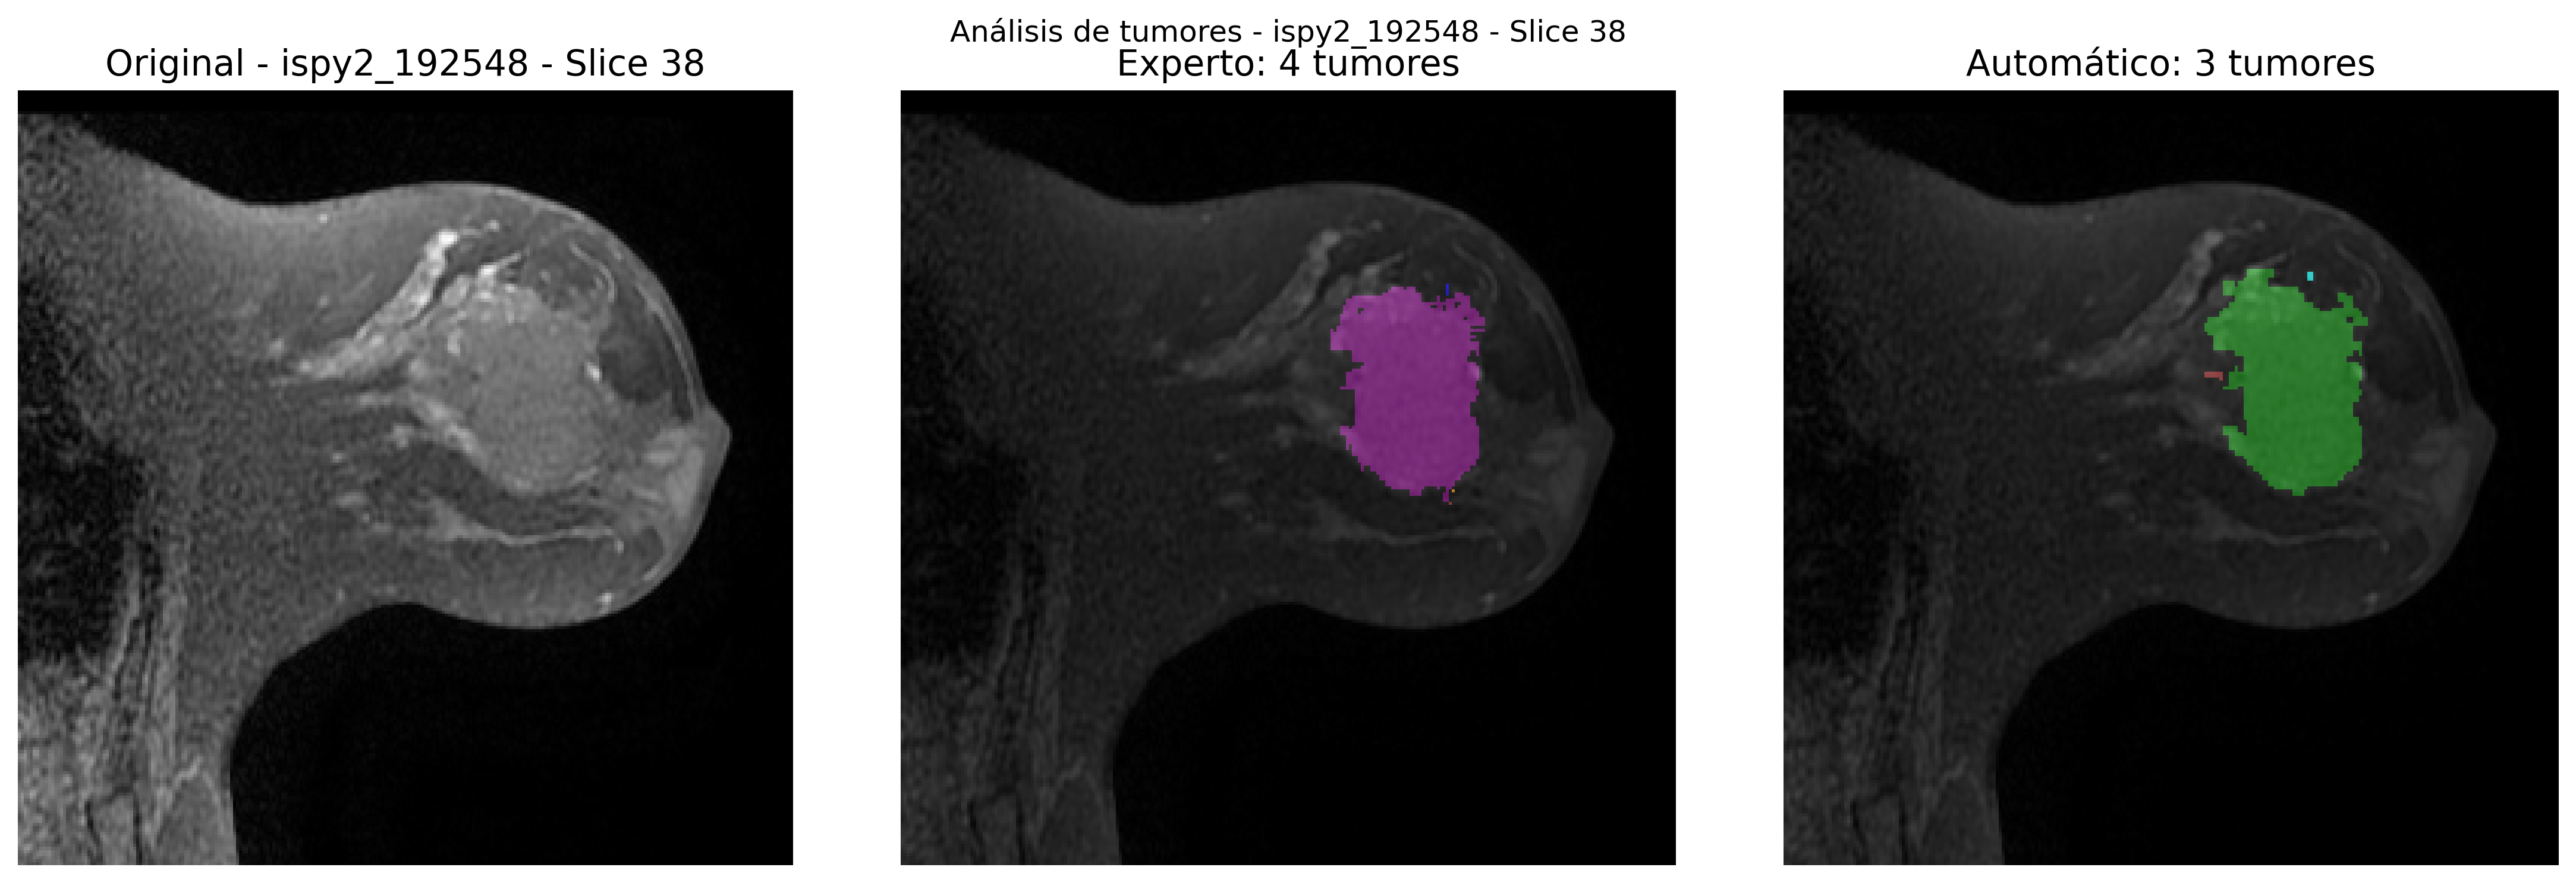 Análisis de tumores - ispy2_192548 - Slice 38
Original - ispy2_192548 - Slice 38
Experto: 4 tumores
Automático: 3 tumores